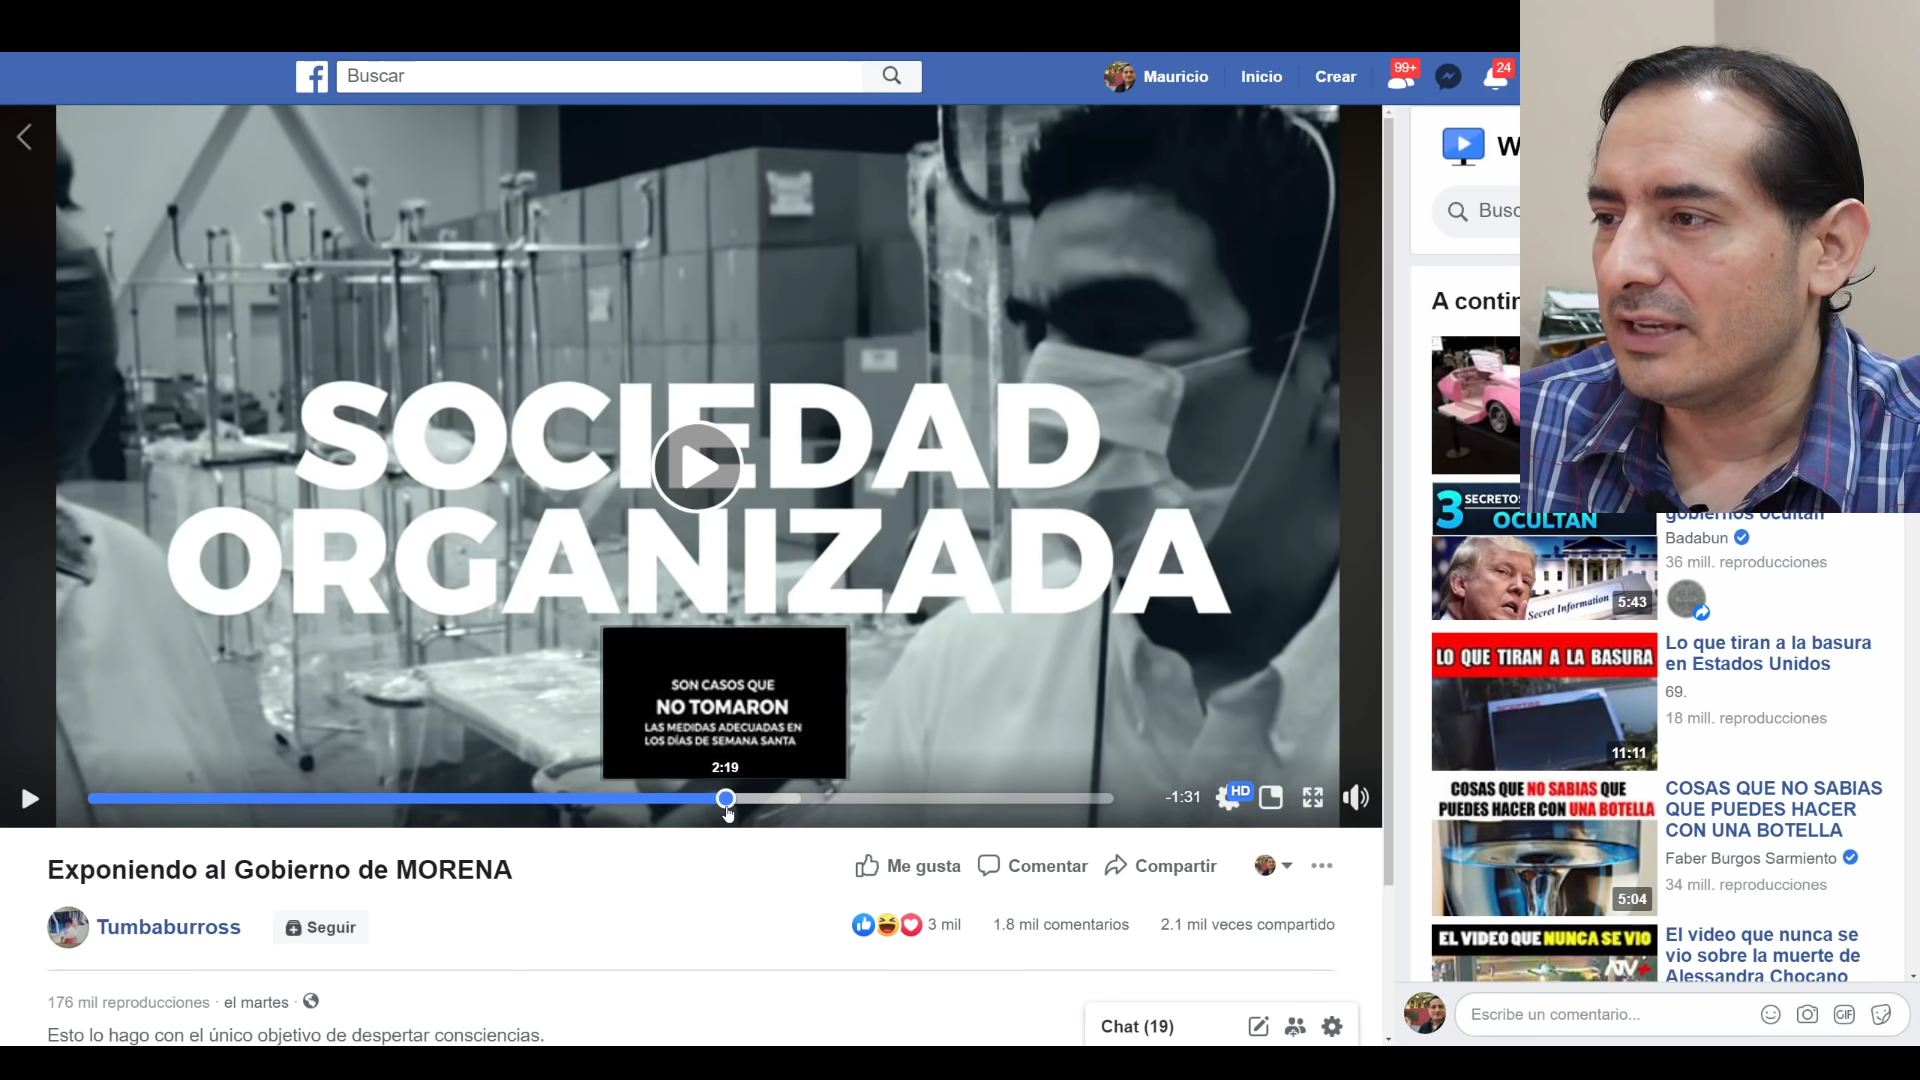 Buscar
Mauricio
Inicio
Crear
99+
24
SOCIEDAD
ORGANIZADA
SON CASOS QUE
NO TOMARON
LAS MEDIDAS ADECUADAS EN
LOS DÍAS DE SEMANA SANTA
2:19
-1:31
HD
Exponiendo al Gobierno de MORENA
Me gusta
Comentar
Compartir
Tumbaburross
Seguir
3 mil
1.8 mil comentarios
2.1 mil veces compartido
176 mil reproducciones · el martes ·
Esto lo hago con el único objetivo de despertar consciencias.
Chat (19)
W
Busc
A contin
3 SECRETOS
OCULTAN
Secret Information
5:43
gobiernos ocultan
Badabun
36 mill. reproducciones
LO QUE TIRAN A LA BASURA
11:11
Lo que tiran a la basura
en Estados Unidos
69.
18 mill. reproducciones
COSAS QUE NO SABIAS QUE
PUEDES HACER CON UNA BOTELLA
5:04
COSAS QUE NO SABIAS
QUE PUEDES HACER
CON UNA BOTELLA
Faber Burgos Sarmiento
34 mill. reproducciones
EL VIDEO QUE NUNCA SE VIO
ATV+
El video que nunca se
vio sobre la muerte de
Alessandra Chocano
Escribe un comentario...
GIF